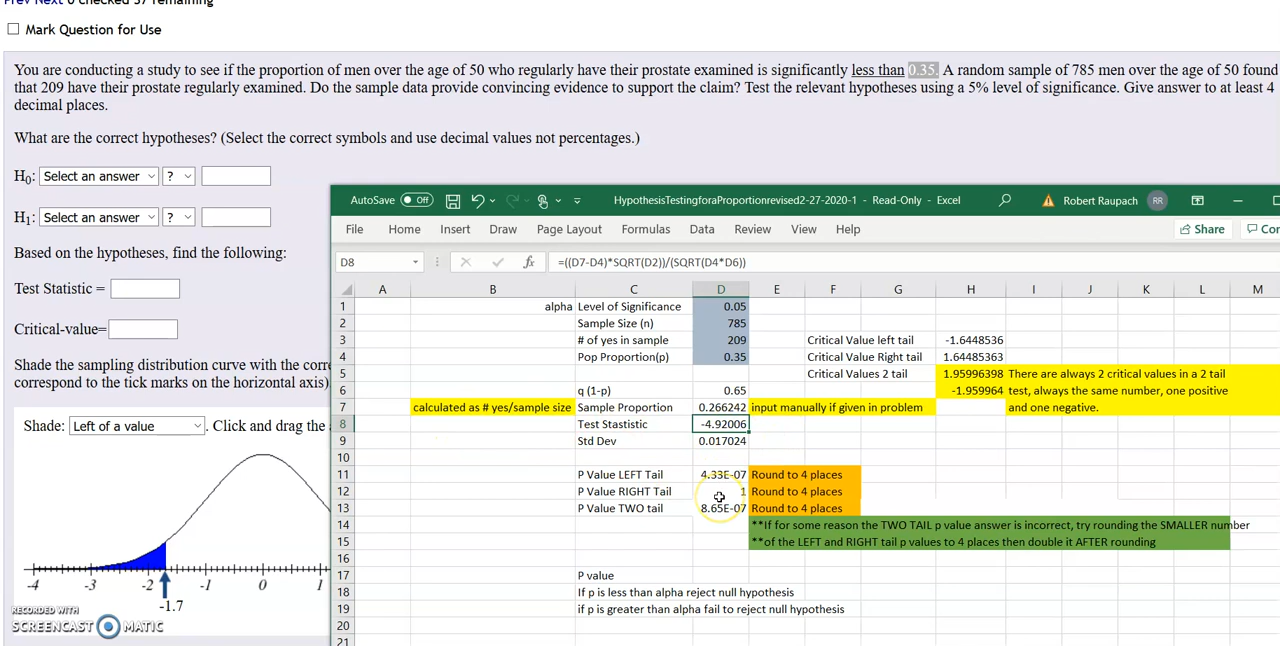 Prev Next 0 checked 37 remaining
Mark Question for Use
You are conducting a study to see if the proportion of men over the age of 50 who regularly have their prostate examined is significantly less than 0.35. A random sample of 785 men over the age of 50 found
that 209 have their prostate regularly examined. Do the sample data provide convincing evidence to support the claim? Test the relevant hypotheses using a 5% level of significance. Give answer to at least 4
decimal places.
What are the correct hypotheses? (Select the correct symbols and use decimal values not percentages.)
H0: Select an answer ?
H1: Select an answer ?
Based on the hypotheses, find the following:
Test Statistic =
Critical-value=
Shade the sampling distribution curve with the corre
correspond to the tick marks on the horizontal axis)
Shade: Left of a value . Click and drag the
-4 -3 -2 -1 0 1
-1.7
RECORDED WITH
SCREENCAST MATIC
AutoSave Off HypothesisTestingforaProportionrevised2-27-2020-1 - Read-Only - Excel Robert Raupach RR
File Home Insert Draw Page Layout Formulas Data Review View Help Share Con
D8 fx =((D7-D4)*SQRT(D2))/(SQRT(D4*D6))
A B C D E F G H I J K L M
1 alpha Level of Significance 0.05
2 Sample Size (n) 785
3 # of yes in sample 209 Critical Value left tail -1.6448536
4 Pop Proportion(p) 0.35 Critical Value Right tail 1.64485363
5 Critical Values 2 tail 1.95996398 There are always 2 critical values in a 2 tail
6 q (1-p) 0.65 -1.959964 test, always the same number, one positive
7 calculated as # yes/sample size Sample Proportion 0.266242 input manually if given in problem and one negative.
8 Test Stastistic -4.92006
9 Std Dev 0.017024
10
11 P Value LEFT Tail 4.33E-07 Round to 4 places
12 P Value RIGHT Tail 1 Round to 4 places
13 P Value TWO tail 8.65E-07 Round to 4 places
14 **If for some reason the TWO TAIL p value answer is incorrect, try rounding the SMALLER number
15 **of the LEFT and RIGHT tail p values to 4 places then double it AFTER rounding
16
17 P value
18 If p is less than alpha reject null hypothesis
19 if p is greater than alpha fail to reject null hypothesis
20
21